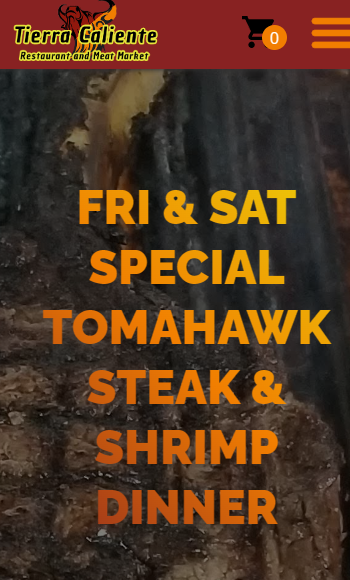 Tierra Caliente
Restaurant and Meat Market
0
FRI & SAT
SPECIAL
TOMAHAWK
STEAK &
SHRIMP
DINNER